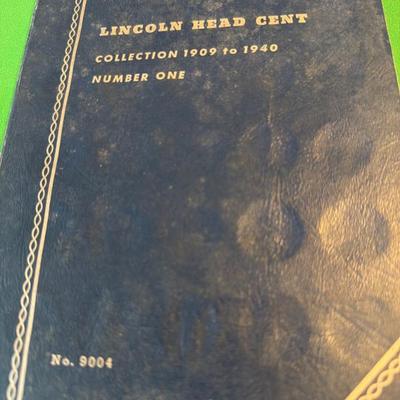 LINCOLN HEAD CENT
COLLECTION 1909 to 1940
NUMBER ONE
No. 9004